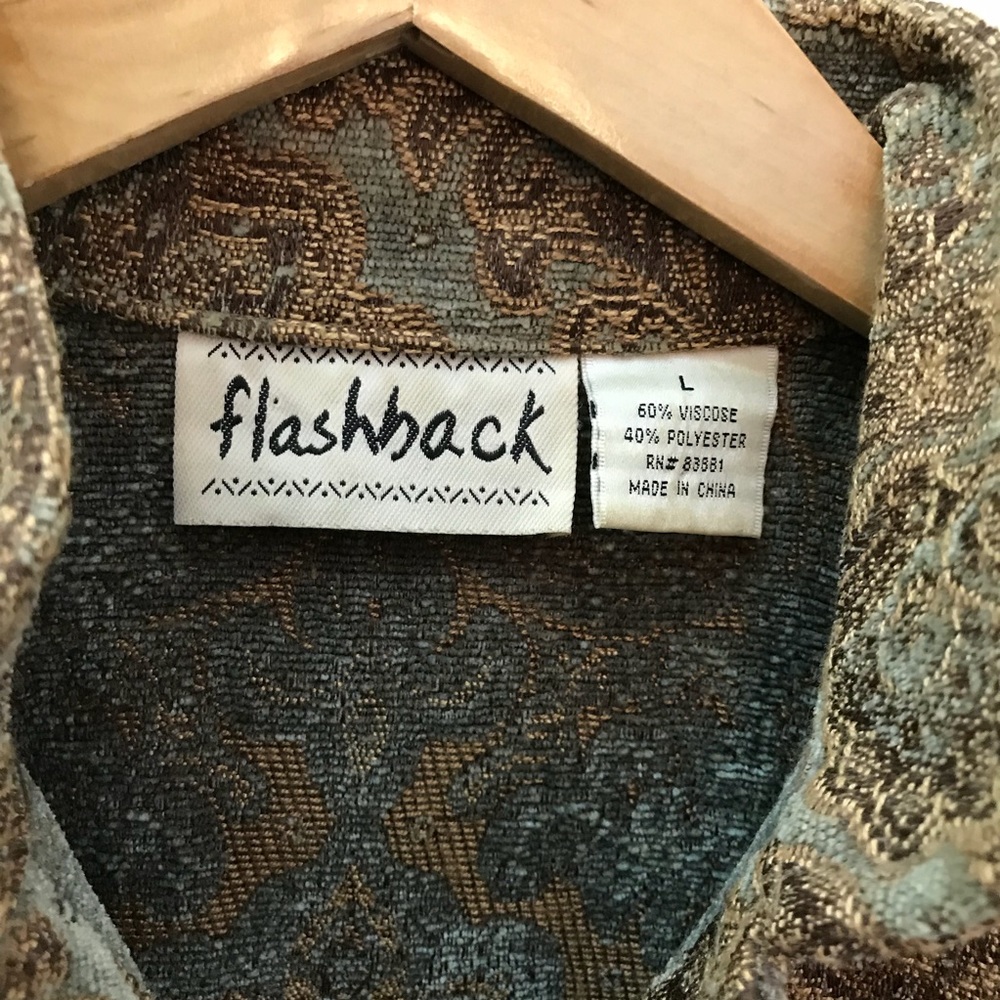 flashback
L
60% VISCOSE
40% POLYESTER
RN# 83881
MADE IN CHINA